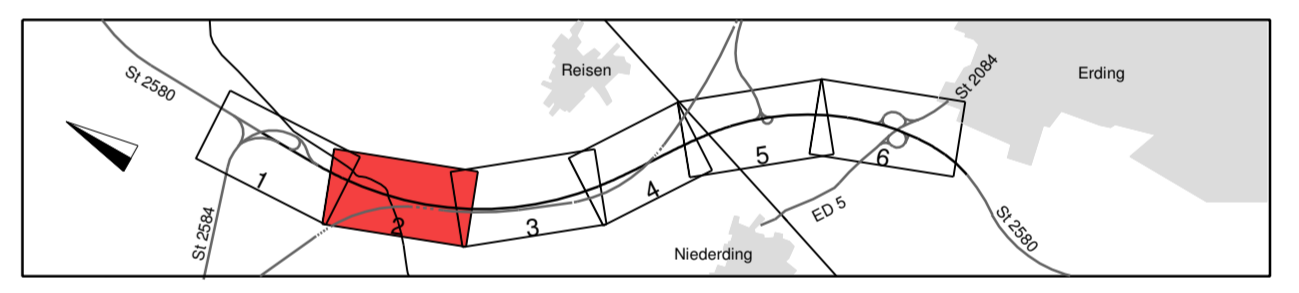 St 2580
Reisen
St 2084
Erding
1
2
3
4
5
6
St 2584
Niederding
ED 5
St 2580